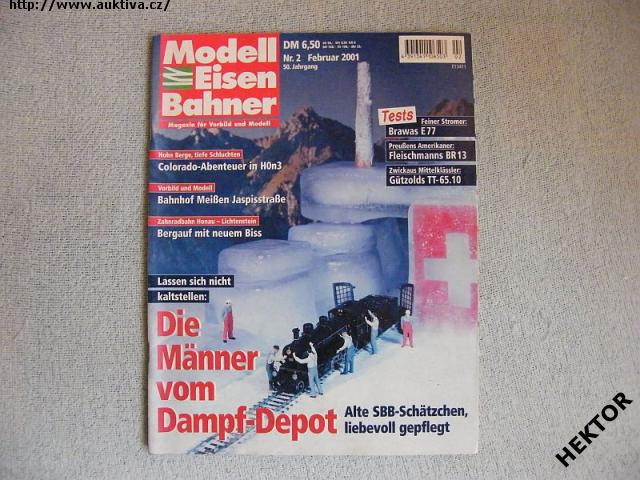 http://www.auktiva.cz/
Modell
Eisen
Bahner
Magazin für Vorbild und Modell
DM 6,50
Nr. 2 Februar 2001
50. Jahrgang
02
Tests
Feiner Stromer:
Brawas E 77
Preußens Amerikaner:
Fleischmanns BR 13
Zwickaus Mittelklässler:
Gützolds TT-65.10
Hohe Berge, tiefe Schluchten
Colorado-Abenteuer in H0n3
Vorbild und Modell
Bahnhof Meißen Jaspisstraße
Zahnradbahn Honau – Lichtenstein
Bergauf mit neuem Biss
Lassen sich nicht
kaltstellen:
Die
Männer
vom
Dampf-Depot
Alte SBB-Schätzchen,
liebevoll gepflegt
HEKTOR